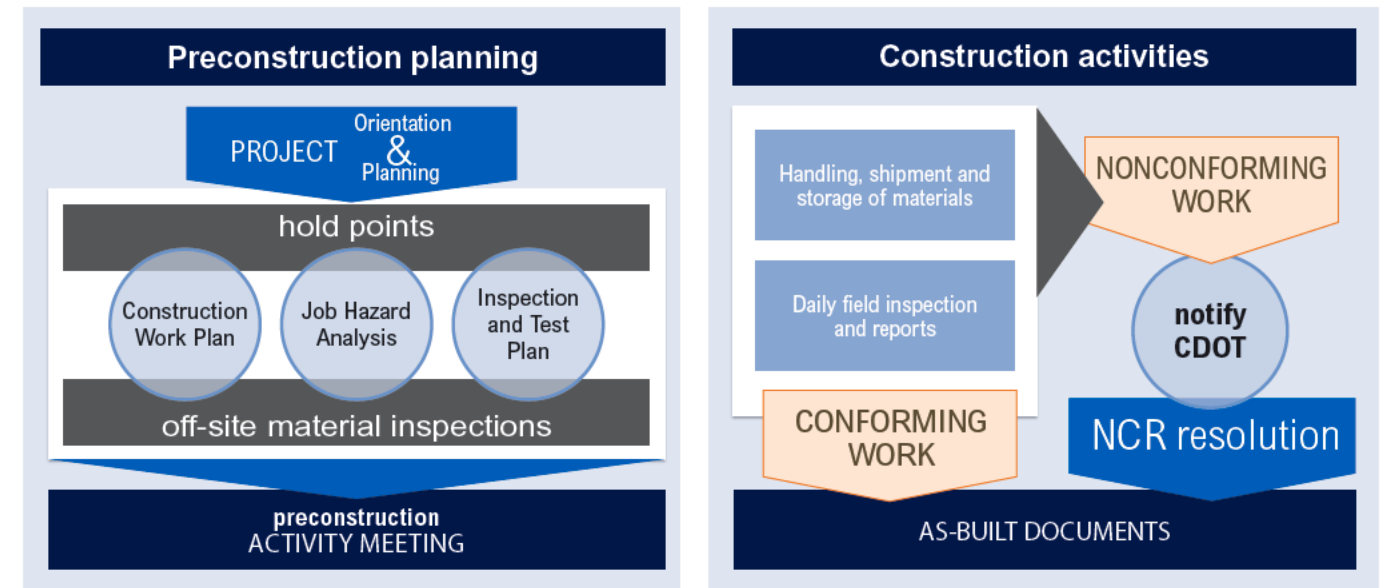 Preconstruction planning
PROJECT
Orientation
&
Planning
hold points
Construction
Work Plan
Job Hazard
Analysis
Inspection
and Test
Plan
off-site material inspections
preconstruction
ACTIVITY MEETING
Construction activities
Handling, shipment and
storage of materials
Daily field inspection
and reports
CONFORMING
WORK
NONCONFORMING
WORK
notify
CDOT
NCR resolution
AS-BUILT DOCUMENTS